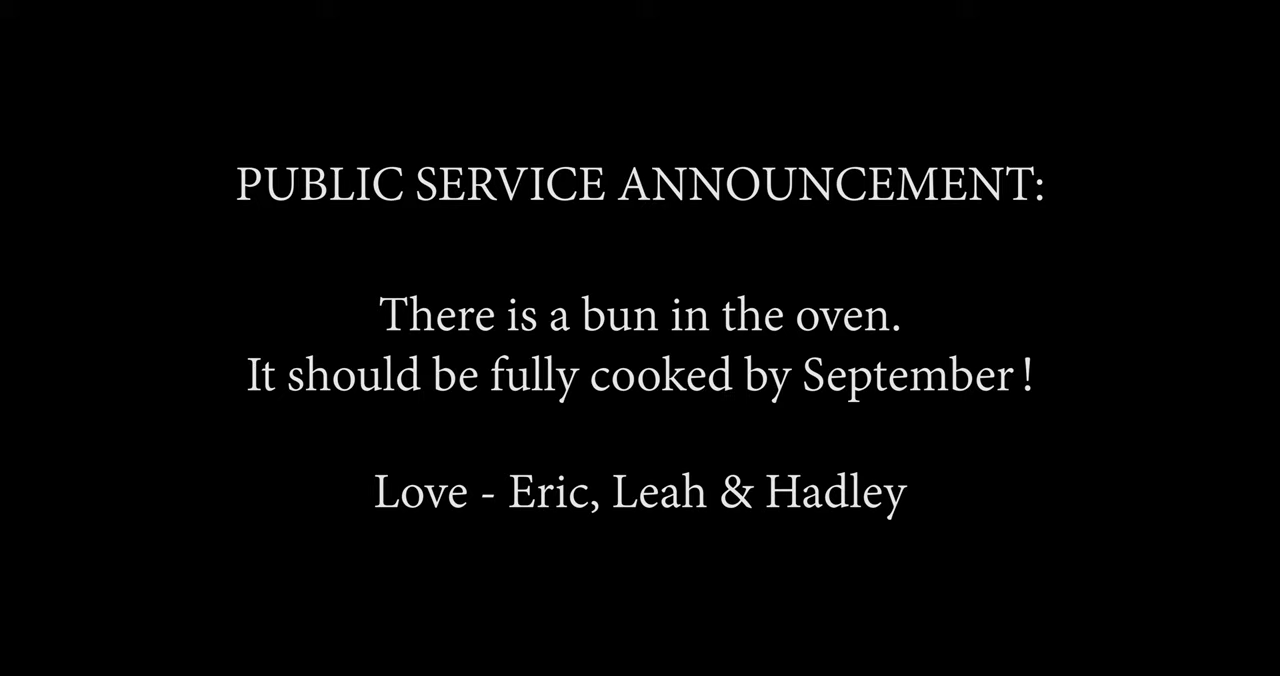 PUBLIC SERVICE ANNOUNCEMENT:
There is a bun in the oven.
It should be fully cooked by September!
Love - Eric, Leah & Hadley